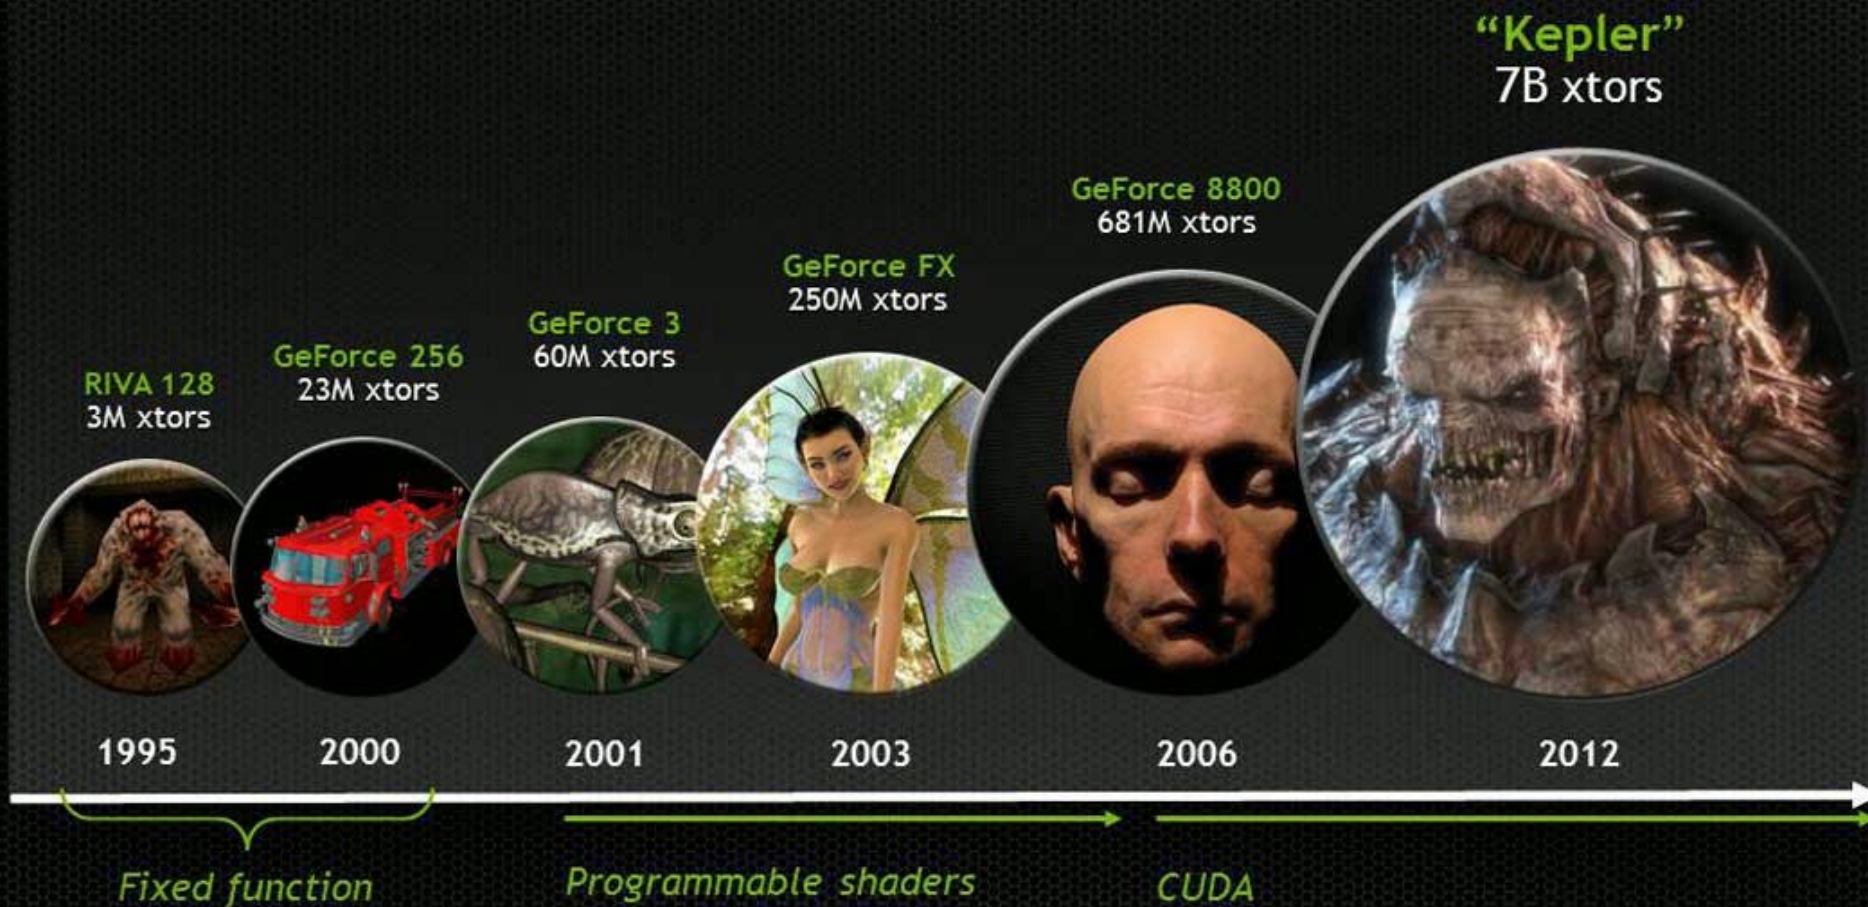 "Kepler"
7B xtors
GeForce 8800
681M xtors
GeForce FX
250M xtors
GeForce 3
60M xtors
GeForce 256
23M xtors
RIVA 128
3M xtors
1995
2000
2001
2003
2006
2012
Fixed function
Programmable shaders
CUDA